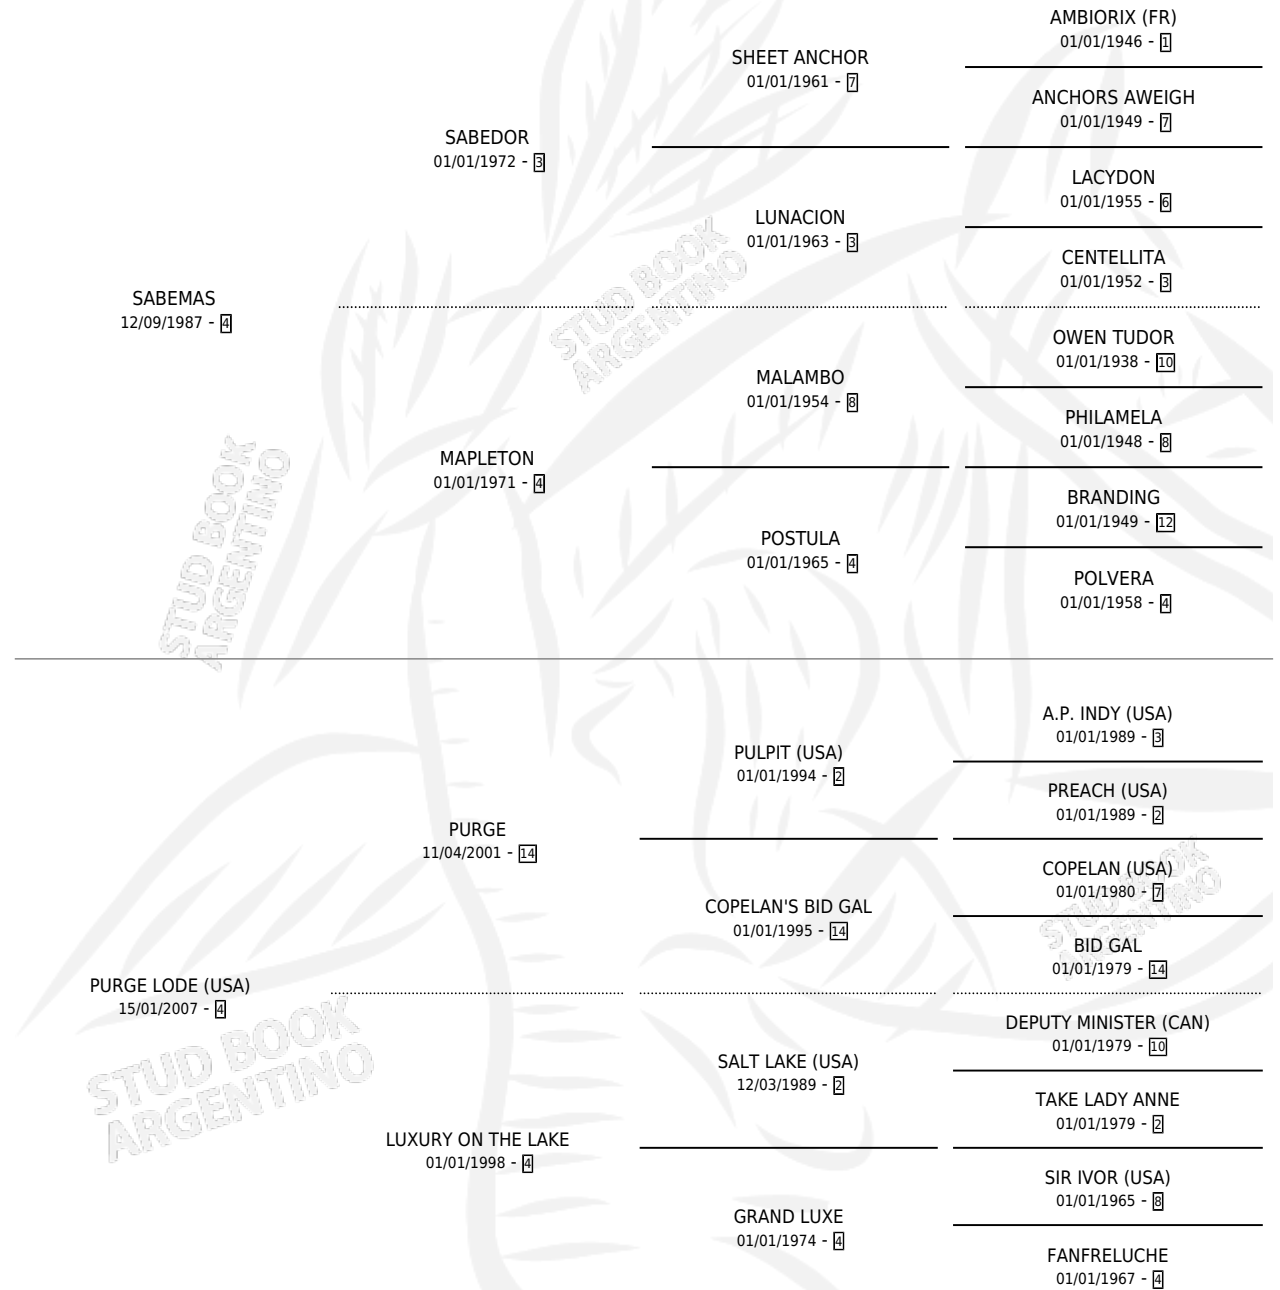 AMBIORIX (FR)
01/01/1946 - 1
SHEET ANCHOR
01/01/1961 - 7
ANCHORS AWEIGH
01/01/1949 - 7
SABEDOR
01/01/1972 - 3
LACYDON
01/01/1955 - 6
LUNACION
01/01/1963 - 3
CENTELLITA
01/01/1952 - 3
SABEMAS
12/09/1987 - 4
STUD BOOK
ARGENTINO
OWEN TUDOR
01/01/1938 - 10
MALAMBO
01/01/1954 - 8
PHILAMELA
01/01/1948 - 8
MAPLETON
01/01/1971 - 4
BRANDING
01/01/1949 - 12
POSTULA
01/01/1965 - 4
POLVERA
01/01/1958 - 4
STUD BOOK
ARGENTINO
A.P. INDY (USA)
01/01/1989 - 3
PULPIT (USA)
01/01/1994 - 2
PREACH (USA)
01/01/1989 - 2
PURGE
11/04/2001 - 14
COPELAN (USA)
01/01/1980 - 7
COPELAN'S BID GAL
01/01/1995 - 14
STUD BOOK
ARGENTINO
BID GAL
01/01/1979 - 14
PURGE LODE (USA)
15/01/2007 - 4
STUD BOOK
ARGENTINO
DEPUTY MINISTER (CAN)
01/01/1979 - 10
SALT LAKE (USA)
12/03/1989 - 2
TAKE LADY ANNE
01/01/1979 - 2
LUXURY ON THE LAKE
01/01/1998 - 4
SIR IVOR (USA)
01/01/1965 - 8
GRAND LUXE
01/01/1974 - 4
FANFRELUCHE
01/01/1967 - 4